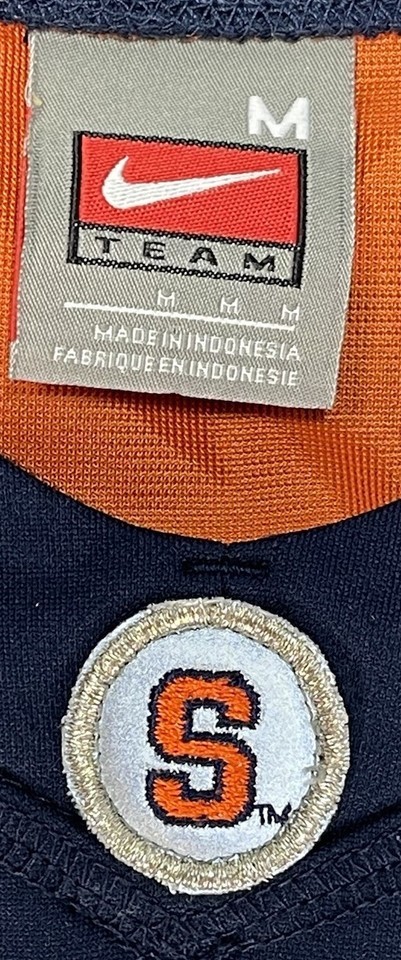 M
TEAM
M M M
MADE IN INDONESIA
FABRIQUE EN INDONESIE
S
TM